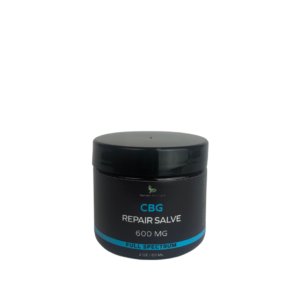 CBG
REPAIR SALVE
600 MG
FULL SPECTRUM